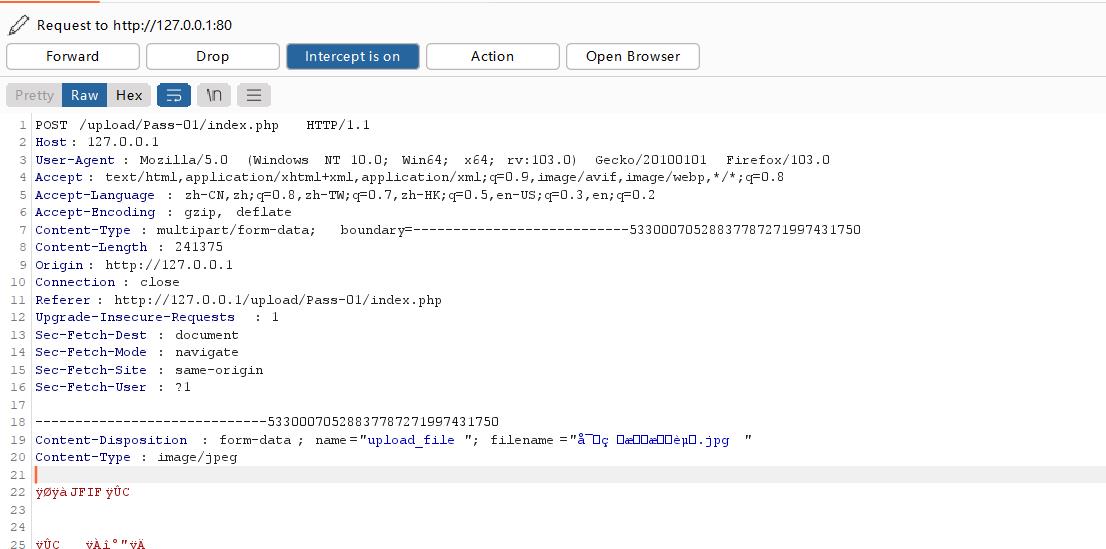 Request to http://127.0.0.1:80
Forward Drop Intercept is on Action Open Browser
Pretty Raw Hex \n
1 POST /upload/Pass-01/index.php HTTP/1.1
2 Host: 127.0.0.1
3 User-Agent: Mozilla/5.0 (Windows NT 10.0; Win64; x64; rv:103.0) Gecko/20100101 Firefox/103.0
4 Accept: text/html,application/xhtml+xml,application/xml;q=0.9,image/avif,image/webp,*/*;q=0.8
5 Accept-Language: zh-CN,zh;q=0.8,zh-TW;q=0.7,zh-HK;q=0.5,en-US;q=0.3,en;q=0.2
6 Accept-Encoding: gzip, deflate
7 Content-Type: multipart/form-data; boundary=---------------------------533000705288377872719974317​50
8 Content-Length: 241375
9 Origin: http://127.0.0.1
10 Connection: close
11 Referer: http://127.0.0.1/upload/Pass-01/index.php
12 Upgrade-Insecure-Requests: 1
13 Sec-Fetch-Dest: document
14 Sec-Fetch-Mode: navigate
15 Sec-Fetch-Site: same-origin
16 Sec-Fetch-User: ?1
17
18 -----------------------------53300070528837787271997431750
19 Content-Disposition: form-data; name="upload_file"; filename="å¯□ç □æ□□æ□□èµ□.jpg"
20 Content-Type: image/jpeg
21
22 ÿØÿàJFIFÿÛC
23
24
25 ÿÛC ÿÀî°"ÿÄ